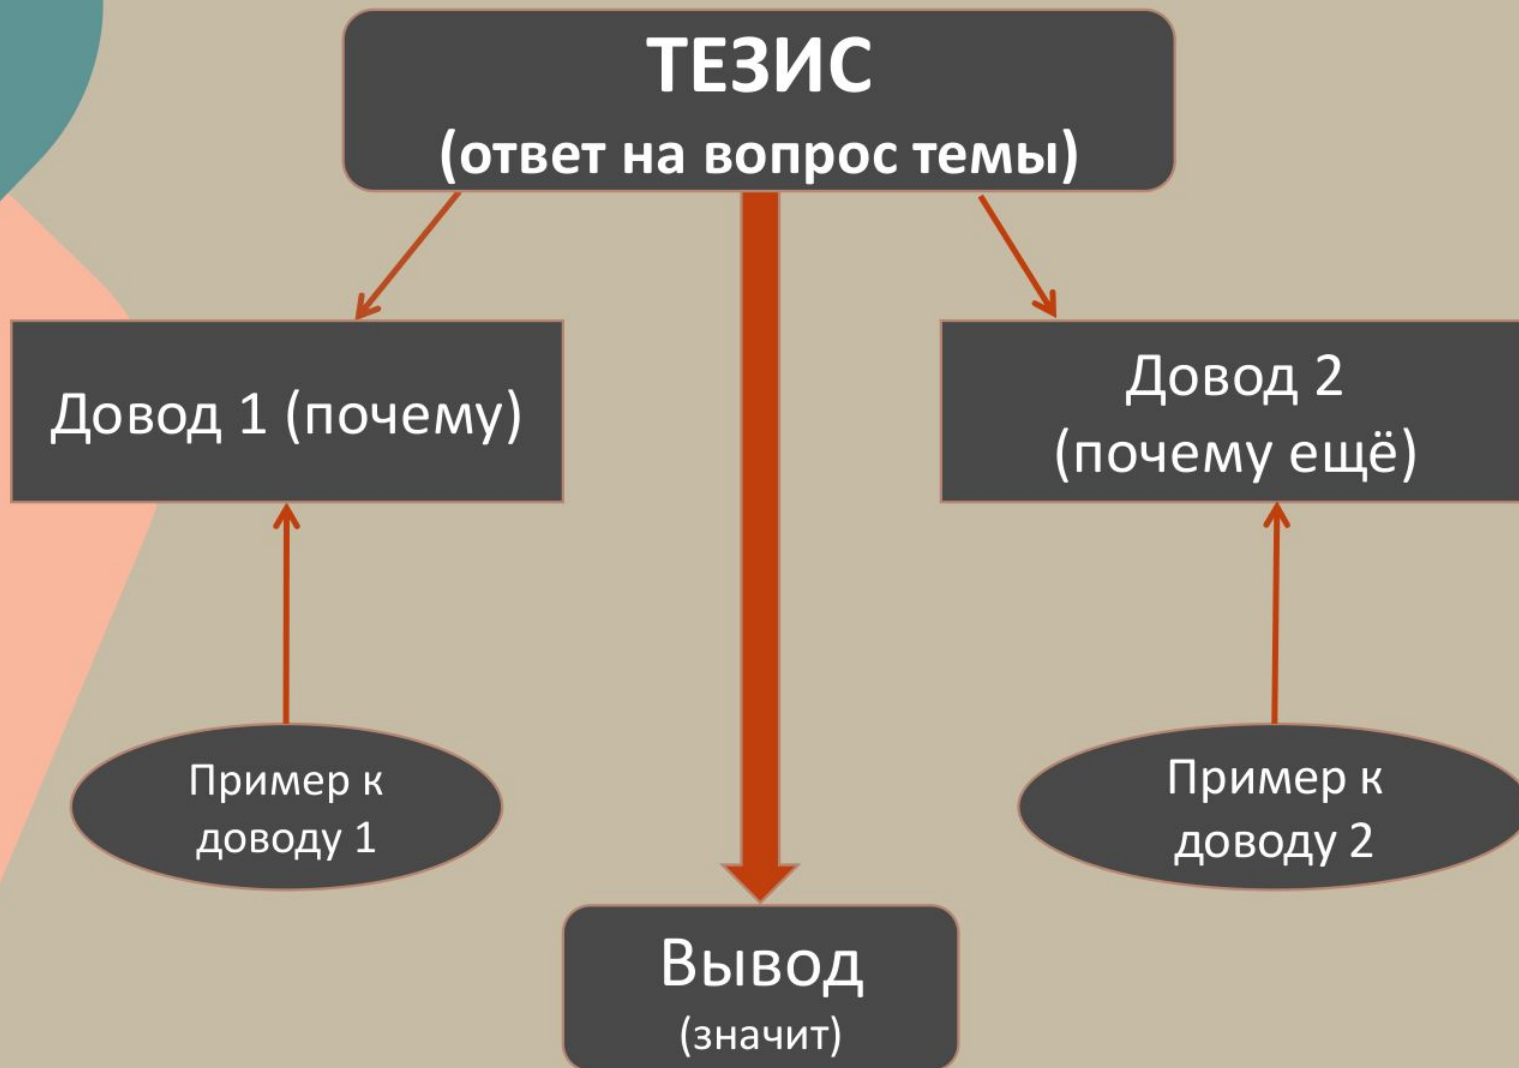 ТЕЗИС
(ответ на вопрос темы)
Довод 1 (почему)
Довод 2
(почему ещё)
Пример к
доводу 1
Пример к
доводу 2
Вывод
(значит)